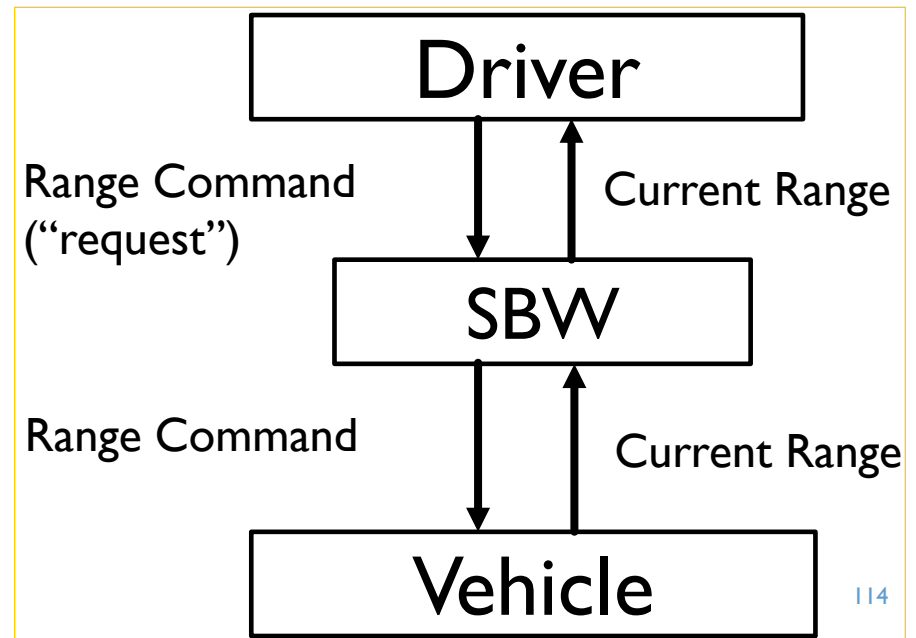 Driver
Range Command
(“request”)
Current Range
SBW
Range Command
Current Range
Vehicle
114